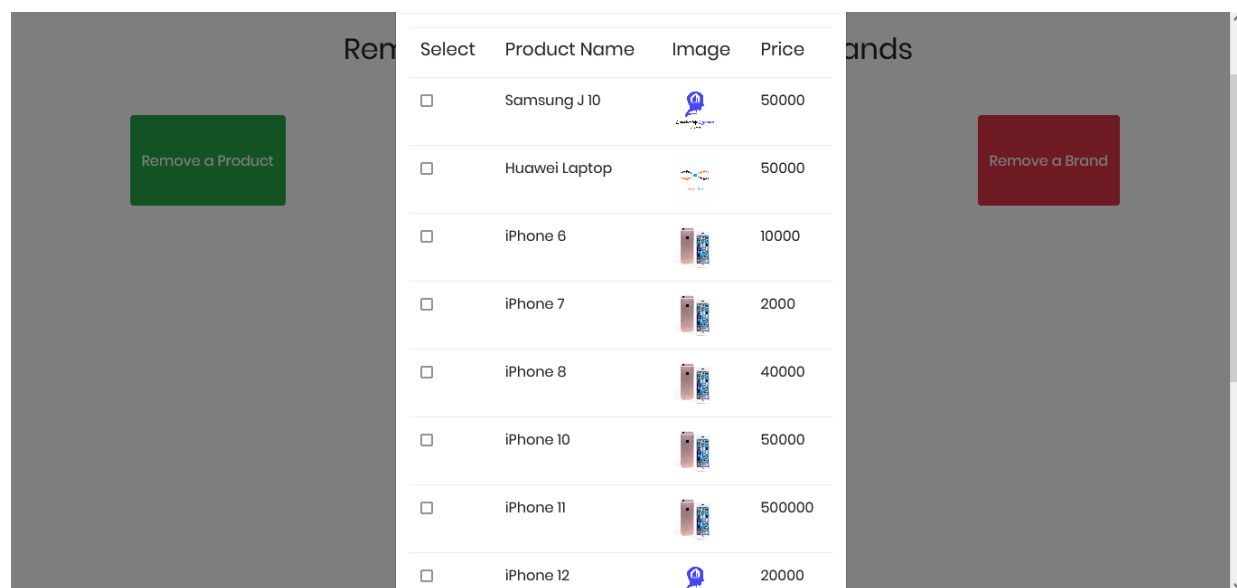 Rem ands
Select Product Name Image Price
Samsung J 10 50000
Huawei Laptop 50000
iPhone 6 10000
iPhone 7 2000
iPhone 8 40000
iPhone 10 50000
iPhone 11 500000
iPhone 12 20000
Remove a Product
Remove a Brand